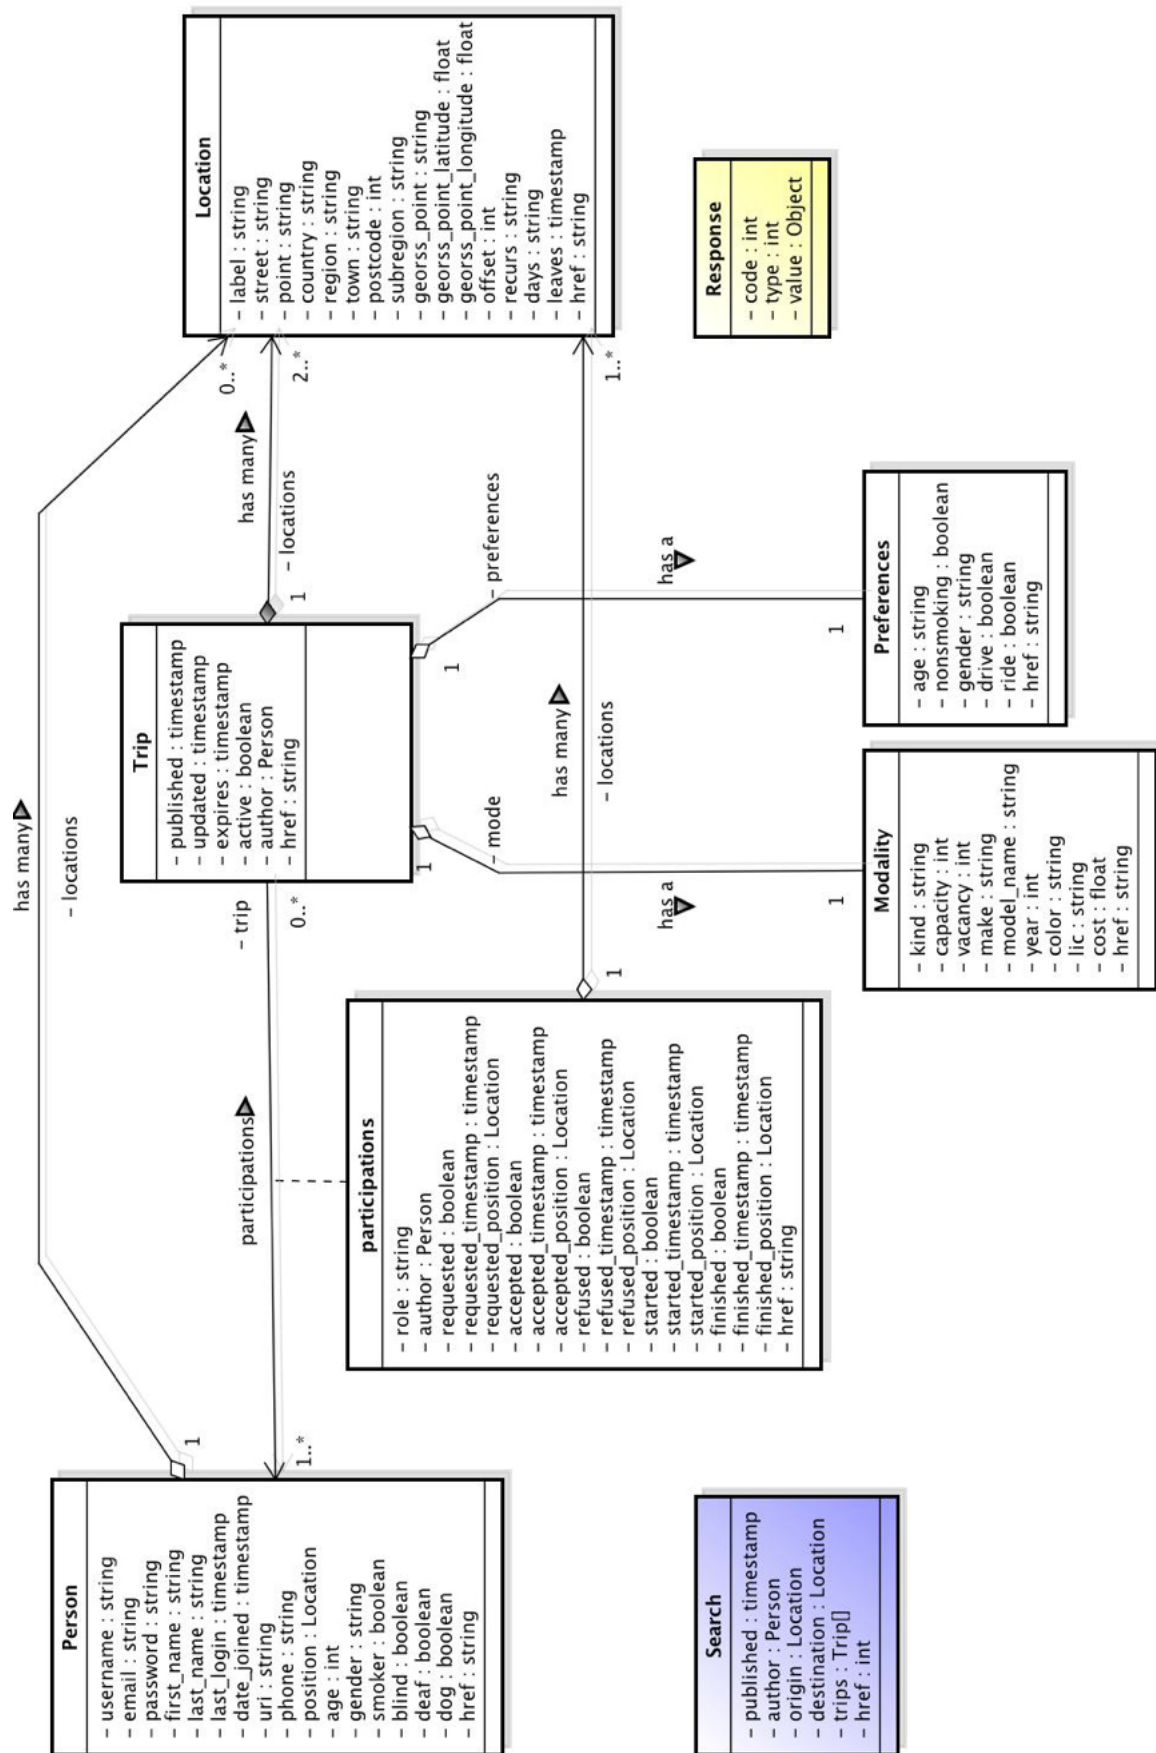 has many
– locations
Person
– username : string
– email : string
– password : string
– first_name : string
– last_name : string
– last_login : timestamp
– date_joined : timestamp
– uri : string
– phone : string
– position : Location
– age : int
– gender : string
– smoker : boolean
– blind : boolean
– deaf : boolean
– dog : boolean
– href : string
1
1..*
participations
– trip
0..*
Trip
– published : timestamp
– updated : timestamp
– expires : timestamp
– active : boolean
– author : Person
– href : string
1
has many
– locations
0..*
2..*
Location
– label : string
– street : string
– point : string
– country : string
– region : string
– town : string
– postcode : int
– subregion : string
– georss_point : string
– georss_point_latitude : float
– georss_point_longitude : float
– offset : int
– recurs : string
– days : string
– leaves : timestamp
– href : string
participations
– role : string
– author : Person
– requested : boolean
– requested_timestamp : timestamp
– requested_position : Location
– accepted : boolean
– accepted_timestamp : timestamp
– accepted_position : Location
– refused : boolean
– refused_timestamp : timestamp
– refused_position : Location
– started : boolean
– started_timestamp : timestamp
– started_position : Location
– finished : boolean
– finished_timestamp : timestamp
– finished_position : Location
– href : string
1
has many
– locations
1..*
1
– mode
has a
1
1
– preferences
has a
1
Search
– published : timestamp
– author : Person
– origin : Location
– destination : Location
– trips : Trip[]
– href : int
Modality
– kind : string
– capacity : int
– vacancy : int
– make : string
– model_name : string
– year : int
– color : string
– lic : string
– cost : float
– href : string
Preferences
– age : string
– nonsmoking : boolean
– gender : string
– drive : boolean
– ride : boolean
– href : string
Response
– code : int
– type : int
– value : Object